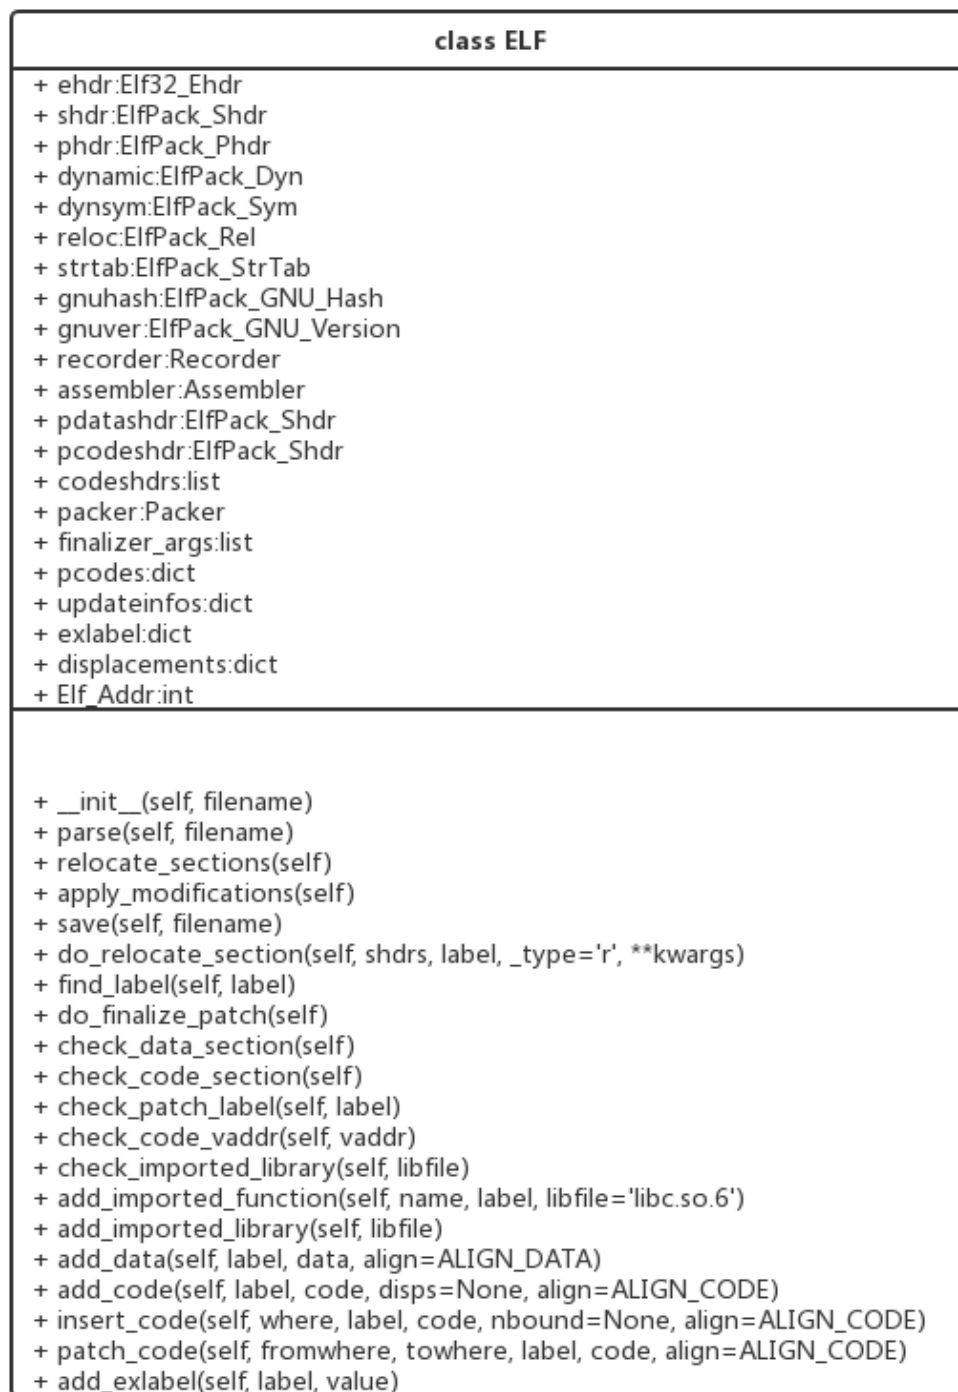 class ELF
+ ehdr:Elf32_Ehdr
+ shdr:ElfPack_Shdr
+ phdr:ElfPack_Phdr
+ dynamic:ElfPack_Dyn
+ dynsym:ElfPack_Sym
+ reloc:ElfPack_Rel
+ strtab:ElfPack_StrTab
+ gnuhash:ElfPack_GNU_Hash
+ gnuver:ElfPack_GNU_Version
+ recorder:Recorder
+ assembler:Assembler
+ pdatashdr:ElfPack_Shdr
+ pcodeshdr:ElfPack_Shdr
+ codeshdrs:list
+ packer:Packer
+ finalizer_args:list
+ pcodes:dict
+ updateinfos:dict
+ exlabel:dict
+ displacements:dict
+ Elf_Addr:int
+ __init__(self, filename)
+ parse(self, filename)
+ relocate_sections(self)
+ apply_modifications(self)
+ save(self, filename)
+ do_relocate_section(self, shdrs, label, _type='r', **kwargs)
+ find_label(self, label)
+ do_finalize_patch(self)
+ check_data_section(self)
+ check_code_section(self)
+ check_patch_label(self, label)
+ check_code_vaddr(self, vaddr)
+ check_imported_library(self, libfile)
+ add_imported_function(self, name, label, libfile='libc.so.6')
+ add_imported_library(self, libfile)
+ add_data(self, label, data, align=ALIGN_DATA)
+ add_code(self, label, code, disps=None, align=ALIGN_CODE)
+ insert_code(self, where, label, code, nbound=None, align=ALIGN_CODE)
+ patch_code(self, fromwhere, towhere, label, code, align=ALIGN_CODE)
+ add_exlabel(self, label, value)